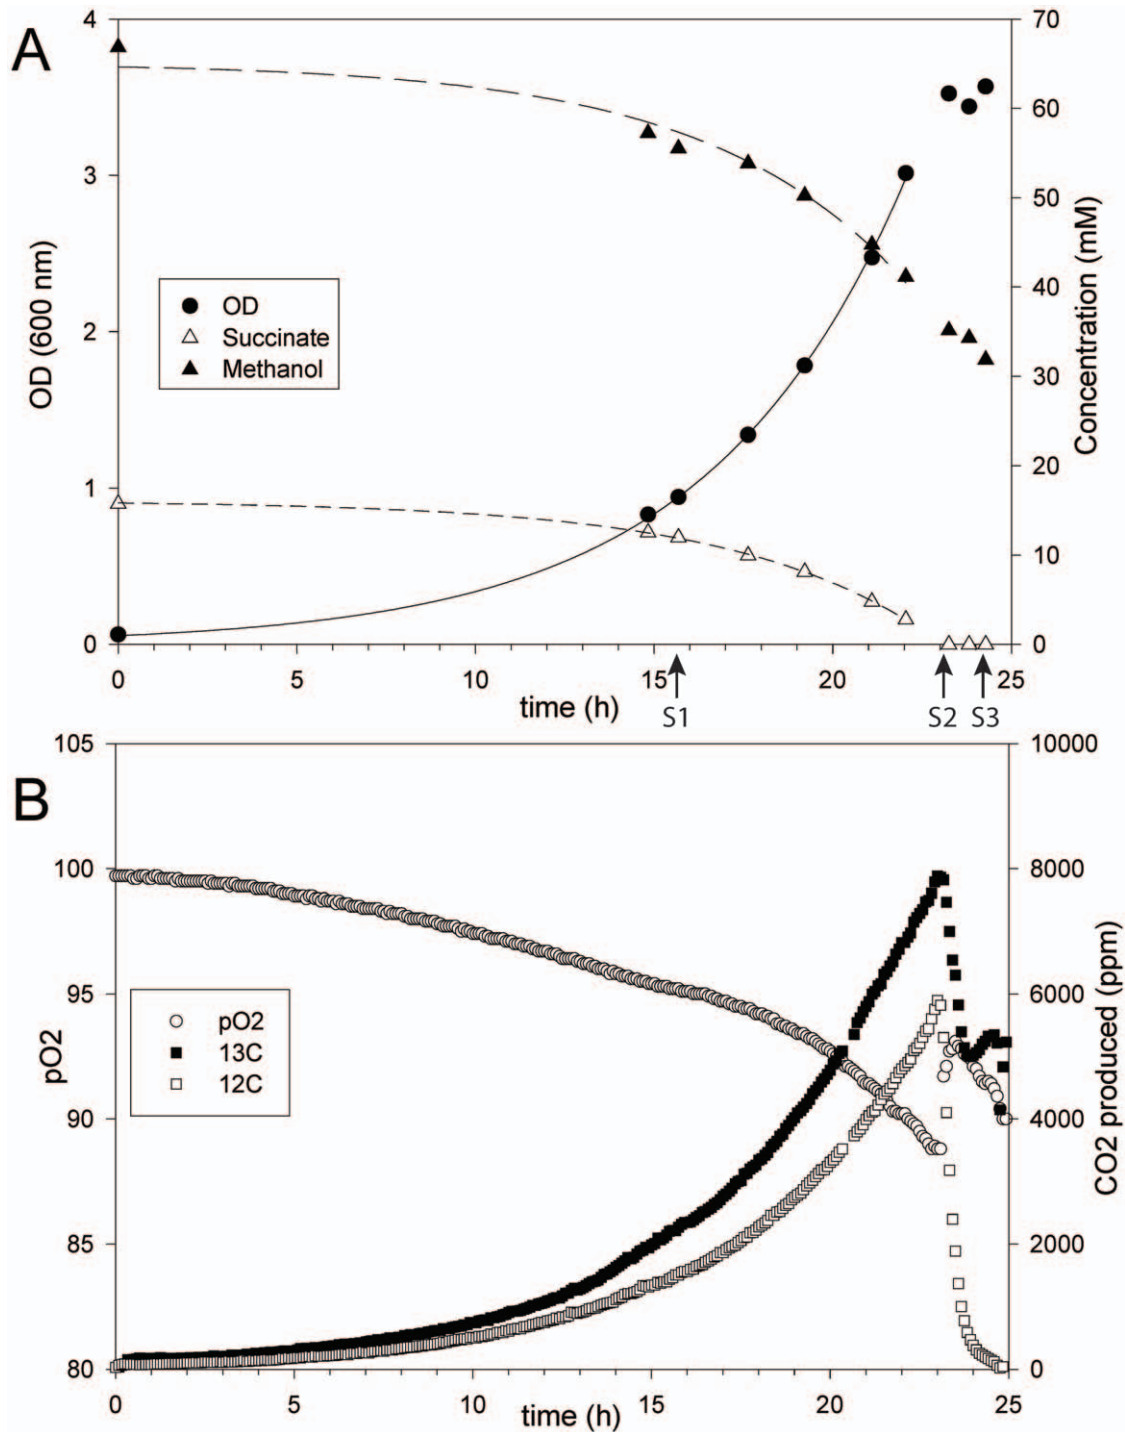 A
4
3
2
1
0
OD (600 nm)
70
60
50
40
30
20
10
0
Concentration (mM)
OD
Succinate
Methanol
0 5 10 15 20 25
time (h)
S1 S2 S3
B
105
100
95
90
85
80
pO2
10000
8000
6000
4000
2000
0
CO2 produced (ppm)
pO2
13C
12C
0 5 10 15 20 25
time (h)